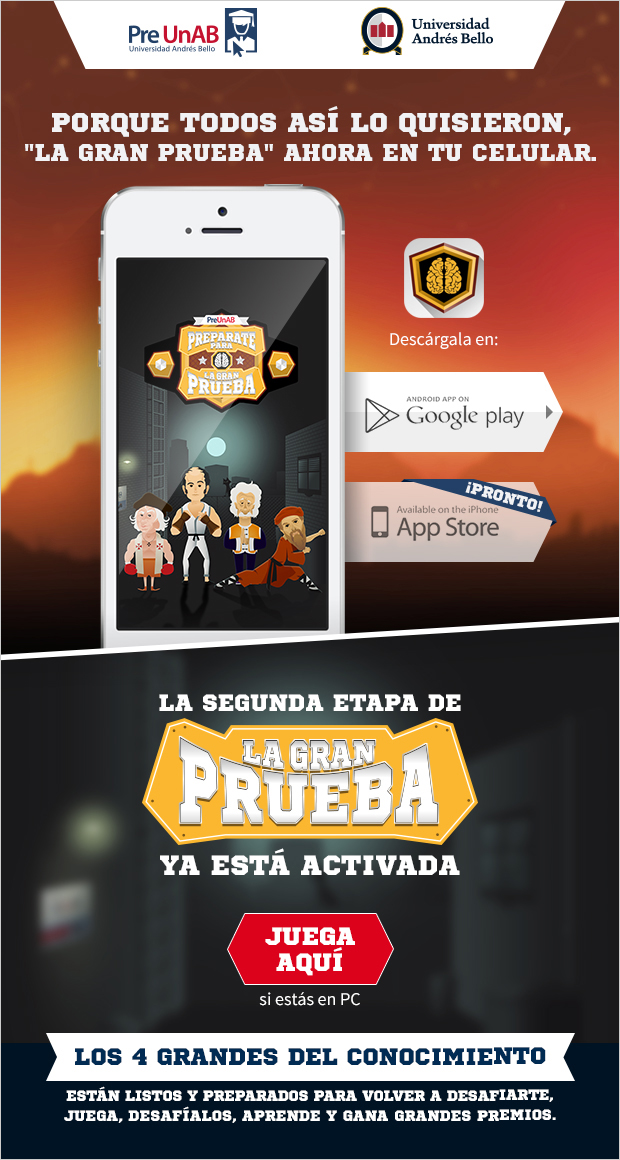 Pre UnAB
Universidad Andrés Bello
Universidad
Andrés Bello
PORQUE TODOS ASÍ LO QUISIERON,
"LA GRAN PRUEBA" AHORA EN TU CELULAR.
PreUnAB
PREPARATE
PARA
LA GRAN
PRUEBA
Descárgala en:
ANDROID APP ON
Google play
¡PRONTO!
Available on the iPhone
App Store
LA SEGUNDA ETAPA DE
LA GRAN
PRUEBA
YA ESTÁ ACTIVADA
JUEGA
AQUÍ
si estás en PC
LOS 4 GRANDES DEL CONOCIMIENTO
ESTÁN LISTOS Y PREPARADOS PARA VOLVER A DESAFIARTE,
JUEGA, DESAFÍALOS, APRENDE Y GANA GRANDES PREMIOS.